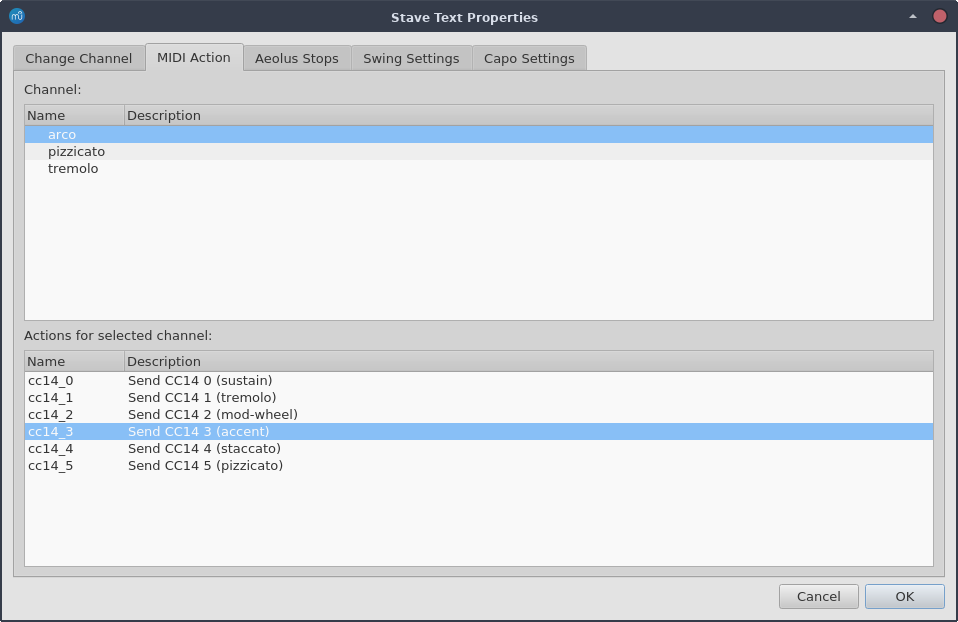 Stave Text Properties
Change Channel MIDI Action Aeolus Stops Swing Settings Capo Settings
Channel:
Name Description
arco
pizzicato
tremolo
Actions for selected channel:
Name Description
cc14_0 Send CC14 0 (sustain)
cc14_1 Send CC14 1 (tremolo)
cc14_2 Send CC14 2 (mod-wheel)
cc14_3 Send CC14 3 (accent)
cc14_4 Send CC14 4 (staccato)
cc14_5 Send CC14 5 (pizzicato)
Cancel OK